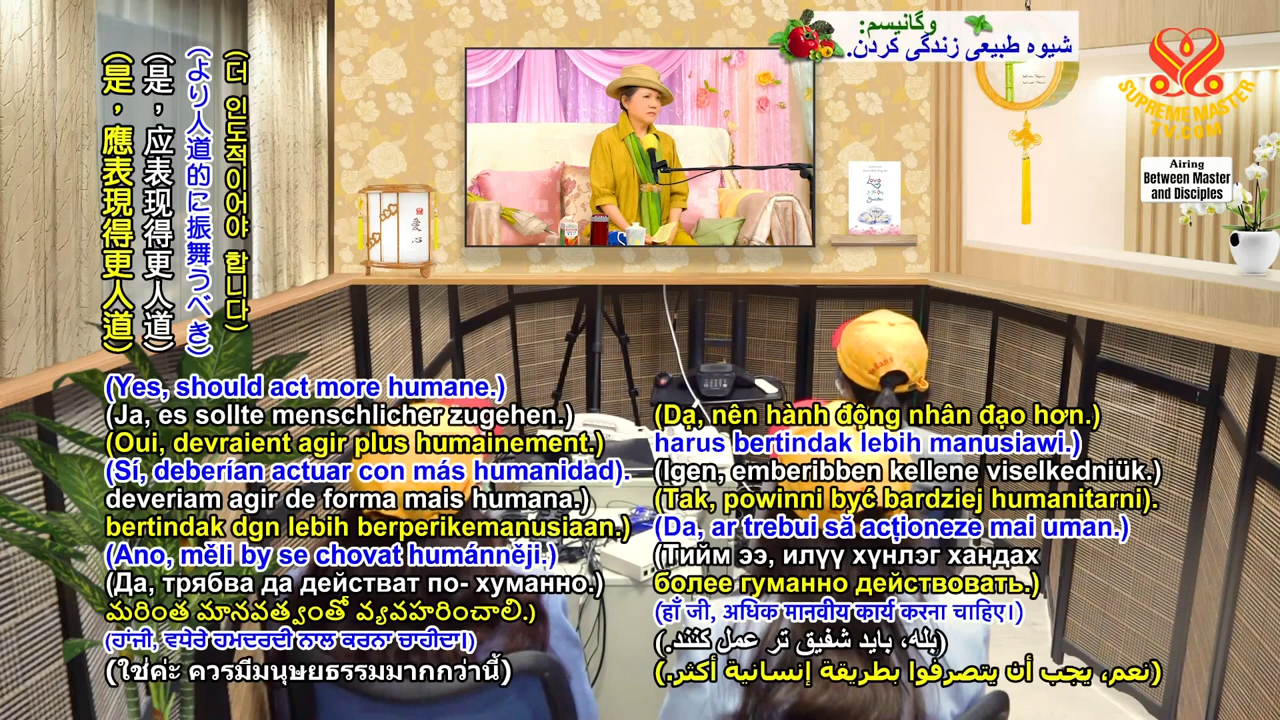 وگانیسم:
شیوه طبیعی زندگی کردن.
SUPREME MASTER
TV.COM
Airing
Between Master
and Disciples
愛心
Love
(더 인도적이어야 합니다)
(より人道的に振舞うべき)
(是，应表现得更人道)
(是，應表現得更人道)
(Yes, should act more humane.)
(Ja, es sollte menschlicher zugehen.)
(Oui, devraient agir plus humainement.)
(Sí, deberían actuar con más humanidad).
deveriam agir de forma mais humana.)
bertindak dgn lebih berperikemanusiaan.)
(Ano, měli by se chovat humánněji.)
(Да, трябва да действат по- хуманно.)
మరింత మానవత్వంతో వ్యవహరించాలి.)
(ਹਾਂਜੀ, ਵਧੇਰੇ ਹਮਦਰਦੀ ਨਾਲ ਕਰਨਾ ਚਾਹੀਦਾ।)
(ใช่ค่ะ ควรมีมนุษยธรรมมากกว่านี้)
(Dạ, nên hành động nhân đạo hơn.)
harus bertindak lebih manusiawi.)
(Igen, emberibben kellene viselkedniük.)
(Tak, powinni być bardziej humanitarni).
(Da, ar trebui să acționeze mai uman.)
(Тийм ээ, илүү хүнлэг хандах
более гуманно действовать.)
(हाँ जी, अधिक मानवीय कार्य करना चाहिए।)
(بله، باید شفیق تر عمل کنند.)
(نعم، يجب أن يتصرفوا بطريقة إنسانية أكثر.)